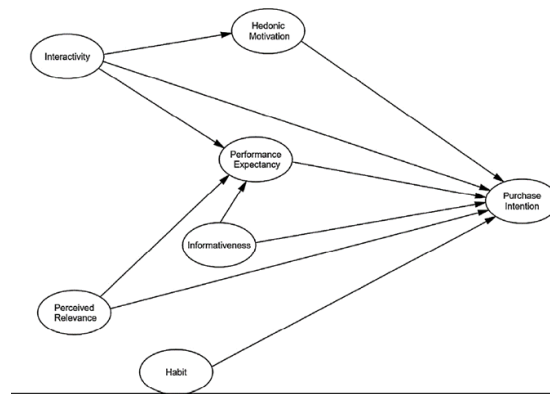 Hedonic
Motivation
Interactivity
Performance
Expectancy
Purchase
Intention
Informativeness
Perceived
Relevance
Habit